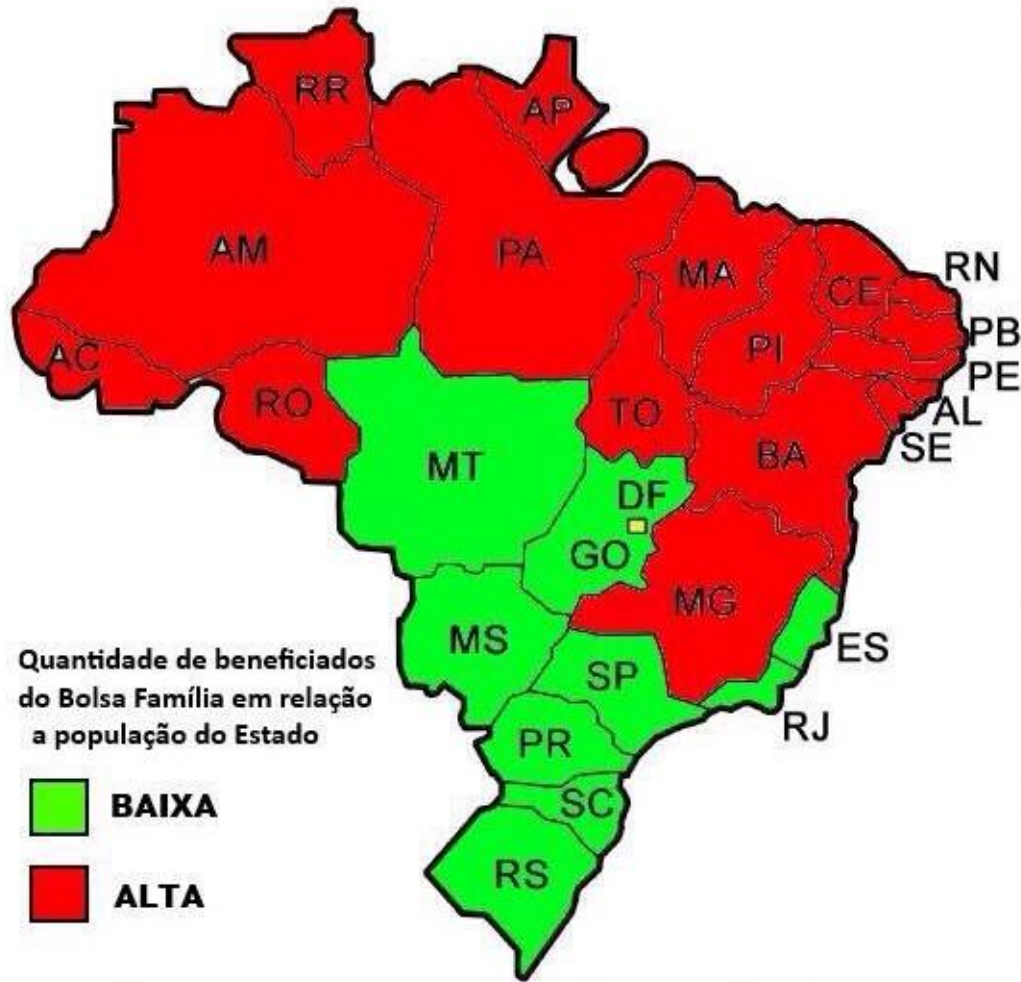 RR
AP
AM
PA
MA
CE
RN
PB
PE
AL
SE
PI
AC
RO
TO
BA
MT
DF
GO
MG
ES
MS
SP
RJ
PR
SC
RS
Quantidade de beneficiados
do Bolsa Família em relação
a população do Estado
BAIXA
ALTA